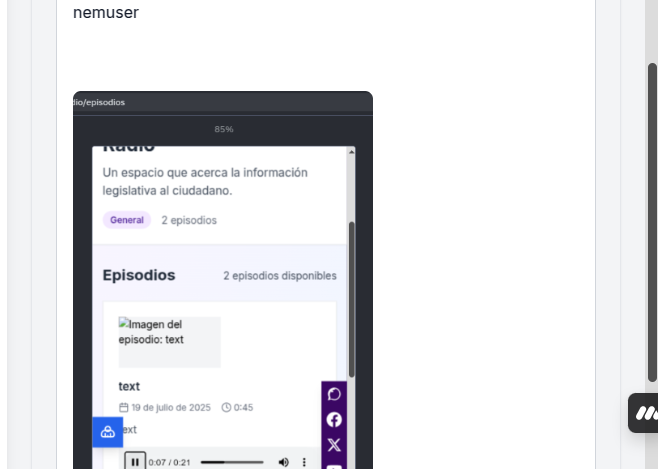 nemuser
dio/episodios
85%
Radio
Un espacio que acerca la información
legislativa al ciudadano.
General 2 episodios
Episodios 2 episodios disponibles
Imagen del
episodio: text
text
19 de julio de 2025 0:45
ext
0:07 / 0:21